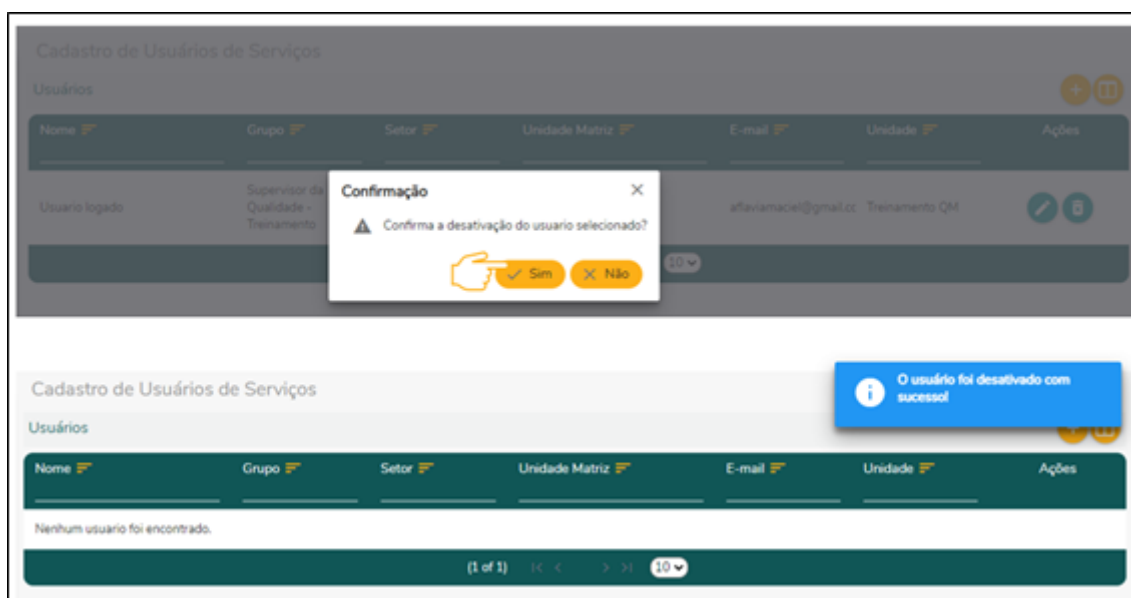 Cadastro de Usuários de Serviços
Usuários
Nome Grupo Setor Unidade Matriz E-mail Unidade Ações
Usuario logado
Supervisor da
Qualidade -
Treinamento
aflaviamaciel@gmail.cc Treinamento QM
10
Confirmação
Confirma a desativação do usuario selecionado?
Sim Não
Cadastro de Usuários de Serviços
O usuário foi desativado com
sucesso!
Usuários
Nome Grupo Setor Unidade Matriz E-mail Unidade Ações
Nenhum usuario foi encontrado.
(1 of 1) 10